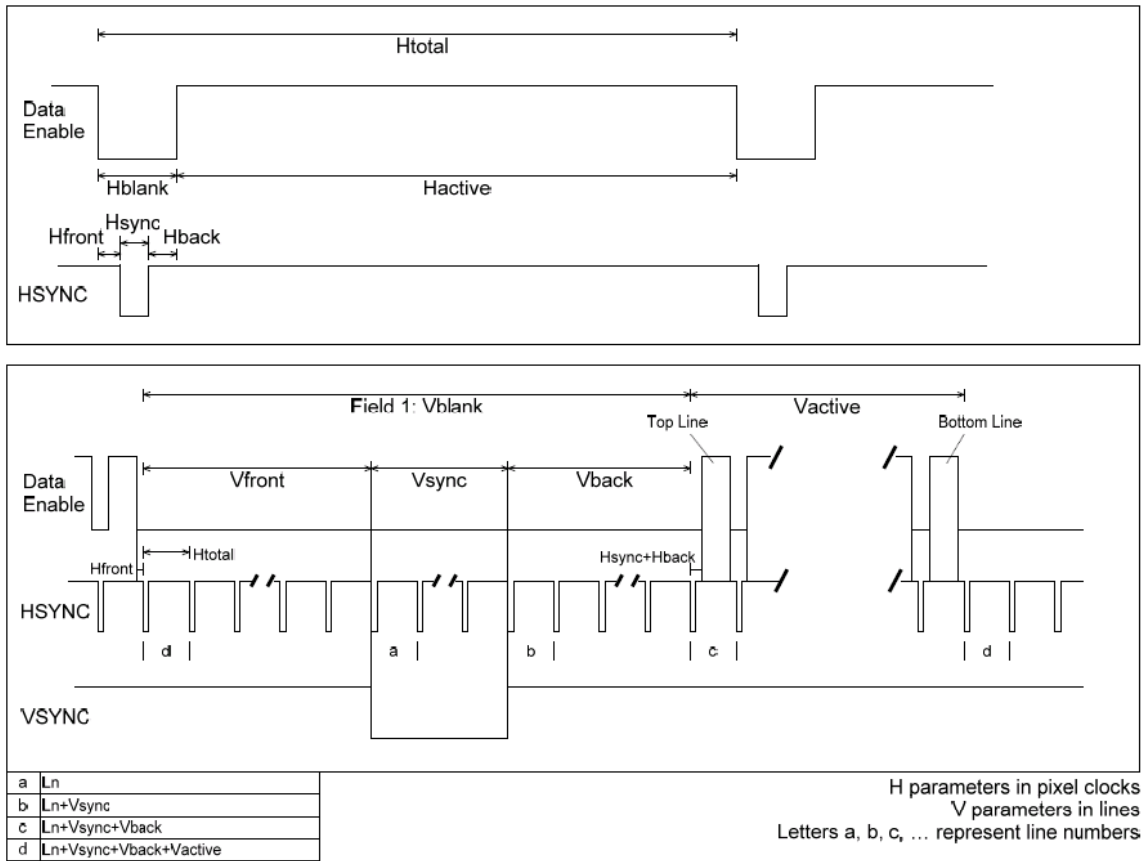 Htotal
Data
Enable
Hblank
Hactive
Hsync
Hfront
Hback
HSYNC
Field 1: Vblank
Vactive
Top Line
Bottom Line
Data
Enable
Vfront
Vsync
Vback
Hfront
Htotal
Hsync+Hback
HSYNC
d
a
b
c
d
VSYNC
a Ln
b Ln+Vsync
c Ln+Vsync+Vback
d Ln+Vsync+Vback+Vactive
H parameters in pixel clocks
V parameters in lines
Letters a, b, c, ... represent line numbers